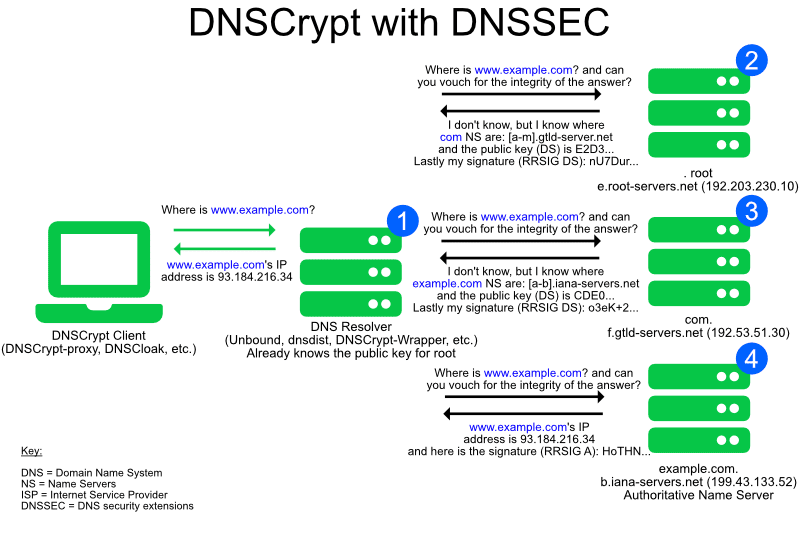 DNSCrypt with DNSSEC
2
Where is www.example.com? and can
you vouch for the integrity of the answer?
I don't know, but I know where
com NS are: [a-m].gtld-server.net
and the public key (DS) is E2D3...
Lastly my signature (RRSIG DS): nU7Dur...
. root
e.root-servers.net (192.203.230.10)
Where is www.example.com?
www.example.com's IP
address is 93.184.216.34
1
DNSCrypt Client
(DNSCrypt-proxy, DNSCloak, etc.)
DNS Resolver
(Unbound, dnsdist, DNSCrypt-Wrapper, etc.)
Already knows the public key for root
3
Where is www.example.com? and can
you vouch for the integrity of the answer?
I don't know, but I know where
example.com NS are: [a-b].iana-servers.net
and the public key (DS) is CDE0...
Lastly my signature (RRSIG DS): o3eK+2...
com.
f.gtld-servers.net (192.53.51.30)
4
Where is www.example.com? and can
you vouch for the integrity of the answer?
www.example.com's IP
address is 93.184.216.34
and here is the signature (RRSIG A): HoTHN...
example.com.
b.iana-servers.net (199.43.133.52)
Authoritative Name Server
Key:
DNS = Domain Name System
NS = Name Servers
ISP = Internet Service Provider
DNSSEC = DNS security extensions